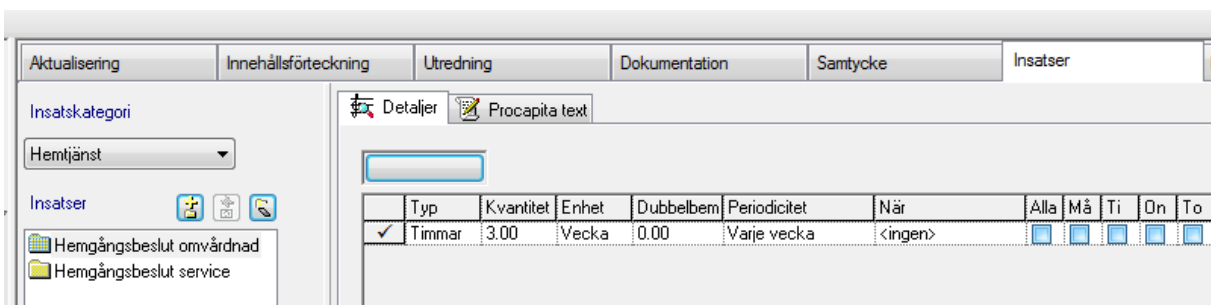 Aktualisering Innehållsförteckning Utredning Dokumentation Samtycke Insatser
Insatskategori
Detaljer Procapita text
Hemtjänst
Insatser
Typ Kvantitet Enhet Dubbelbem Periodicitet När Alla Må Ti On To
Timmar 3.00 Vecka 0.00 Varje vecka <ingen>
Hemgångsbeslut omvårdnad
Hemgångsbeslut service